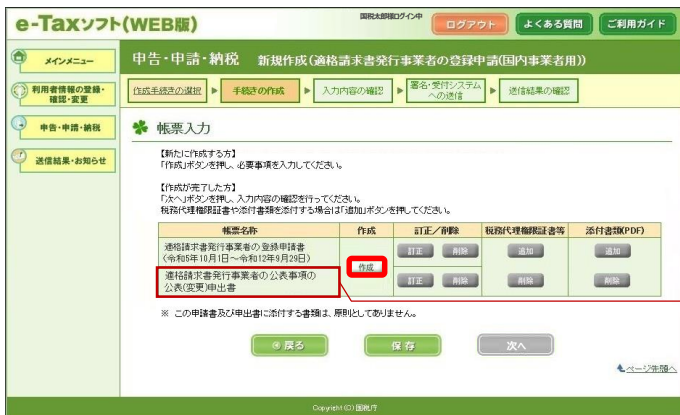 e-Taxソフト(WEB版)
国税太郎様ログイン中
ログアウト
よくある質問
ご利用ガイド
メインメニュー
利用者情報の登録・
確認・変更
申告・申請・納税
送信結果・お知らせ
申告・申請・納税 新規作成(適格請求書発行事業者の登録申請(国内事業者用))
作成手続きの選択
手続きの作成
入力内容の確認
署名・受付システム
への送信
送信結果の確認
帳票入力
【新たに作成する方】
「作成」ボタンを押し、必要事項を入力してください。
【作成が完了した方】
「次へ」ボタンを押し、入力内容の確認を行ってください。
税務代理権限証書や添付書類を添付する場合は「追加」ボタンを押してください。
帳票名称 作成 訂正/削除 税務代理権限証書等 添付書類(PDF)
適格請求書発行事業者の登録申請書
(令和5年10月1日~令和12年9月29日)
作成
訂正 削除 追加 追加
適格請求書発行事業者の公表事項の
公表(変更)申出書
訂正 削除 削除 削除
※ この申請書及び申出書に添付する書類は、原則としてありません。
戻る
保存
次へ
ページ先頭へ
Copyright (C) 国税庁